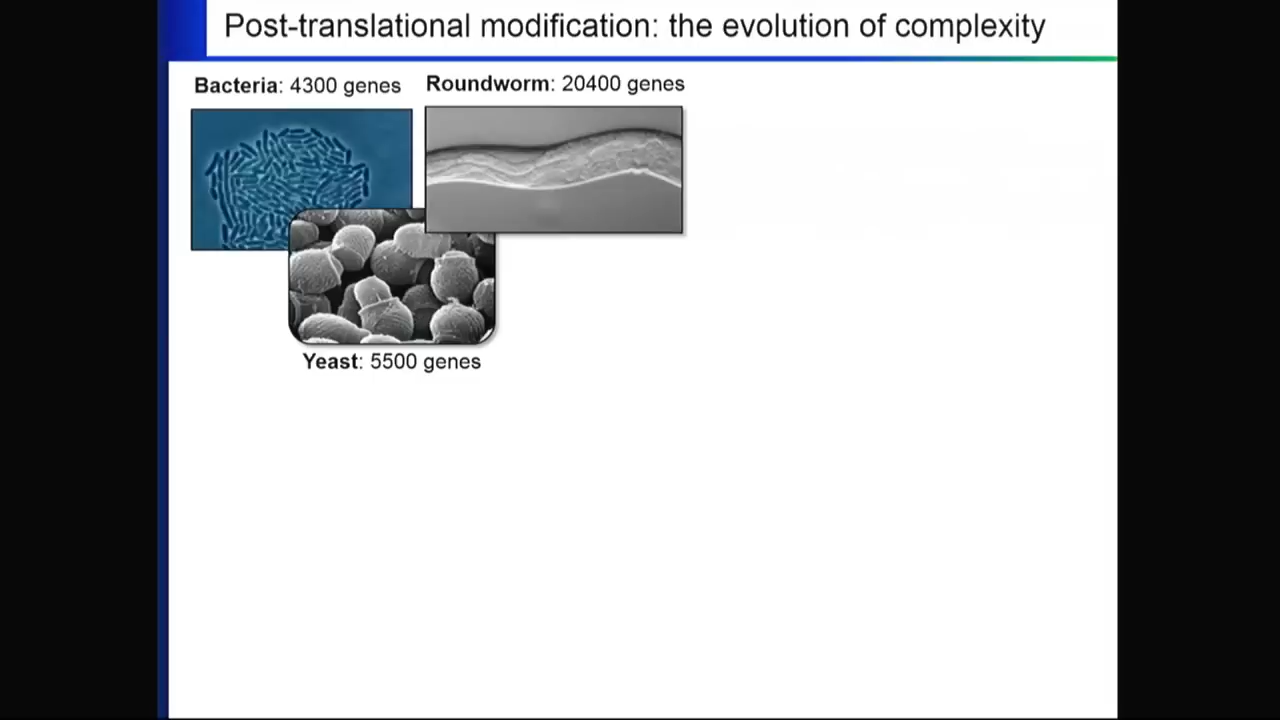 Post-translational modification: the evolution of complexity
Bacteria: 4300 genes
Roundworm: 20400 genes
Yeast: 5500 genes